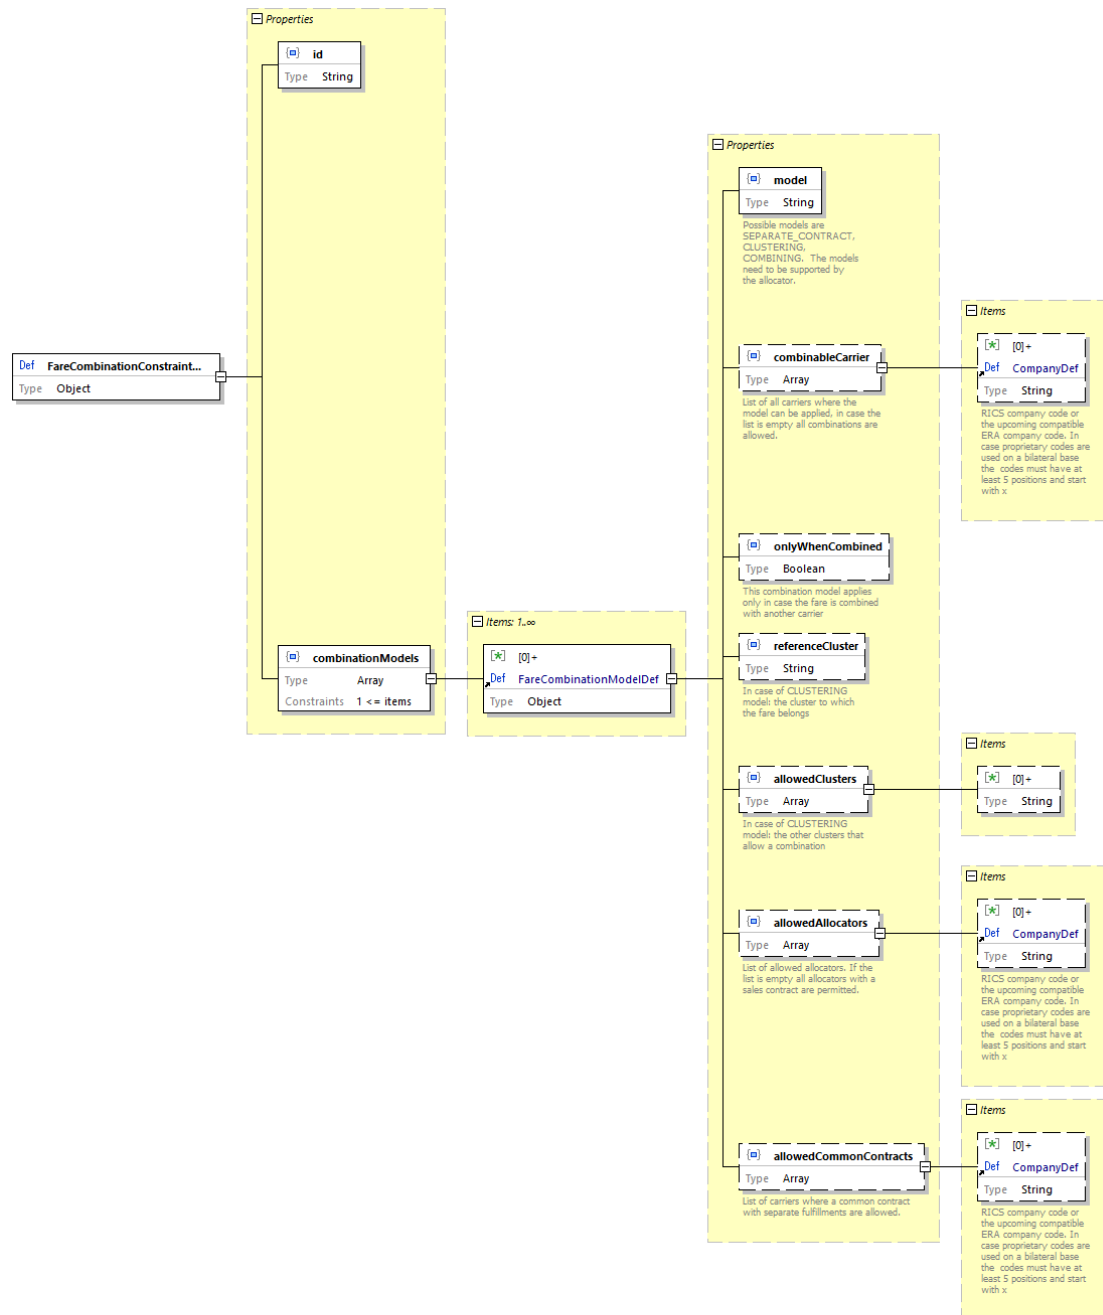 Properties
id
Type String
Def FareCombinationConstraint...
Type Object
combinationModels
Type Array
Constraints 1 <= items
Items: 1..∞
[*] [0]+
Def FareCombinationModelDef
Type Object
Properties
model
Type String
Possible models are
SEPARATE_CONTRACT,
CLUSTERING,
COMBINING. The models
need to be supported by
the allocator.
combinableCarrier
Type Array
List of all carriers where the
model can be applied, in case the
list is empty all combinations are
allowed.
Items
[*] [0]+
Def CompanyDef
Type String
RICS company code or
the upcoming compatible
ERA company code. In
case proprietary codes are
used on a bilateral base
the codes must have at
least 5 positions and start
with x
onlyWhenCombined
Type Boolean
This combination model applies
only in case the fare is combined
with another carrier
referenceCluster
Type String
In case of CLUSTERING
model: the cluster to which
the fare belongs
allowedClusters
Type Array
In case of CLUSTERING
model: the other clusters that
allow a combination
Items
[*] [0]+
Type String
allowedAllocators
Type Array
List of allowed allocators. If the
list is empty all allocators with a
sales contract are permitted.
Items
[*] [0]+
Def CompanyDef
Type String
RICS company code or
the upcoming compatible
ERA company code. In
case proprietary codes are
used on a bilateral base
the codes must have at
least 5 positions and start
with x
allowedCommonContracts
Type Array
List of carriers where a common contract
with separate fulfillments are allowed.
Items
[*] [0]+
Def CompanyDef
Type String
RICS company code or
the upcoming compatible
ERA company code. In
case proprietary codes are
used on a bilateral base
the codes must have at
least 5 positions and start
with x